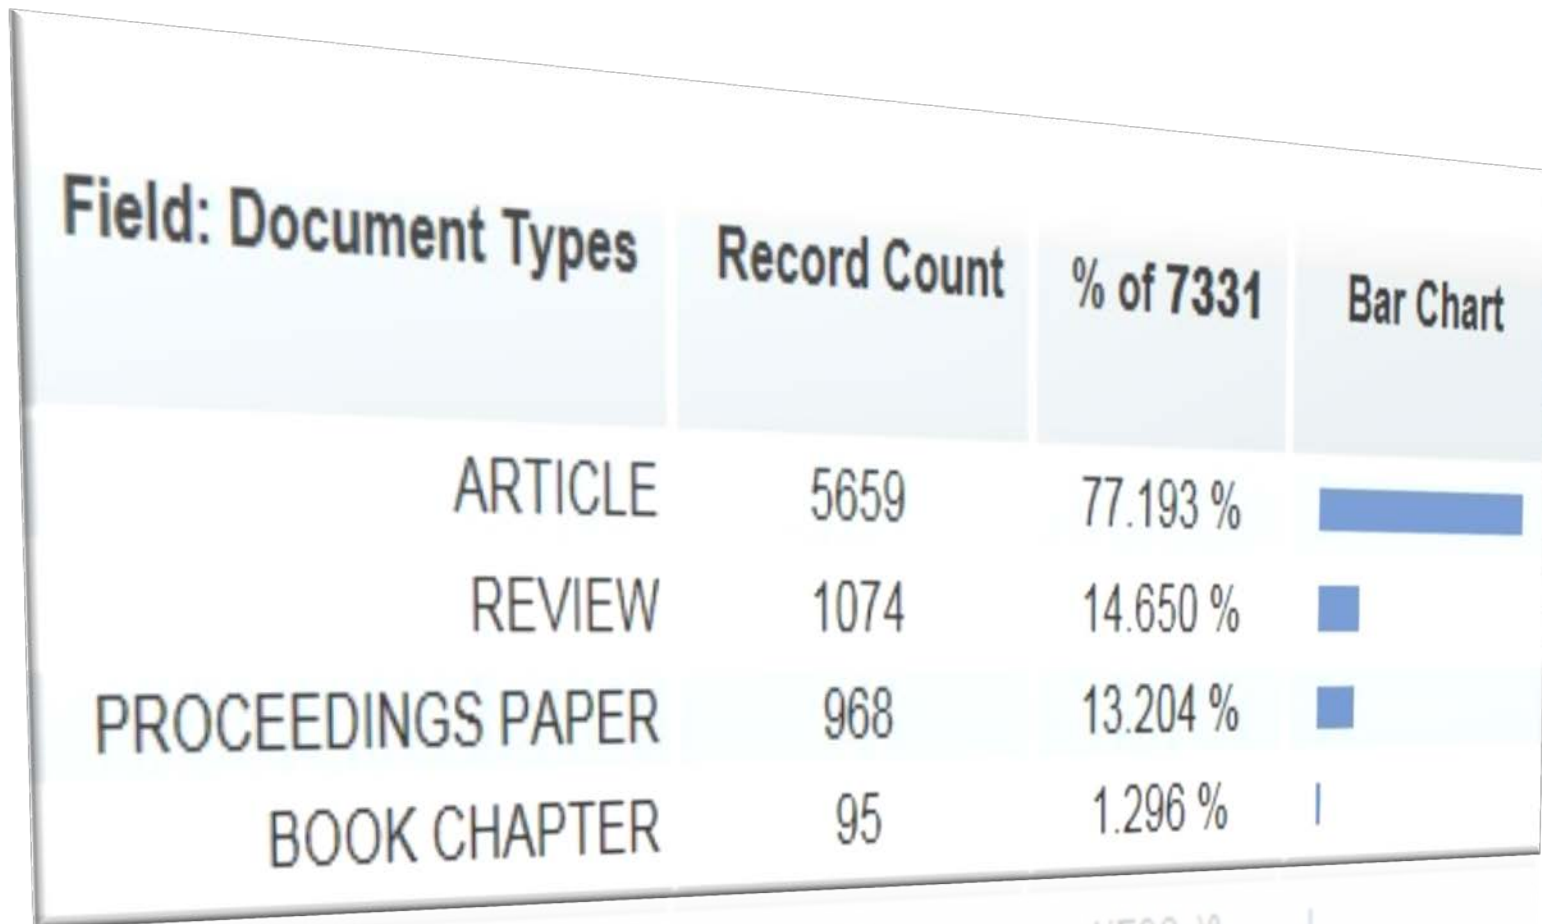 Field: Document Types Record Count % of 7331 Bar Chart
ARTICLE 5659 77.193 %
REVIEW 1074 14.650 %
PROCEEDINGS PAPER 968 13.204 %
BOOK CHAPTER 95 1.296 %